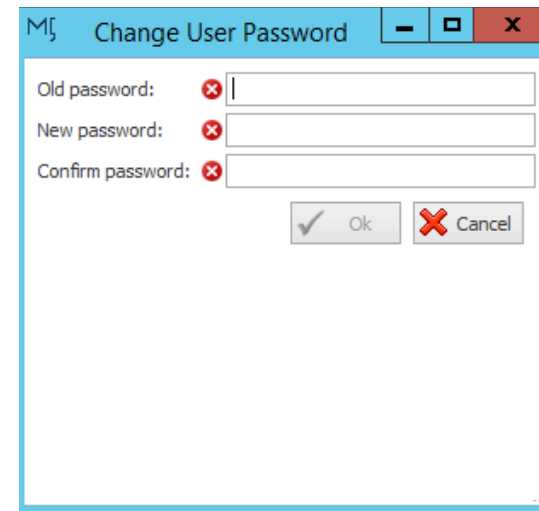 Change User Password
Old password:
New password:
Confirm password:
Ok Cancel